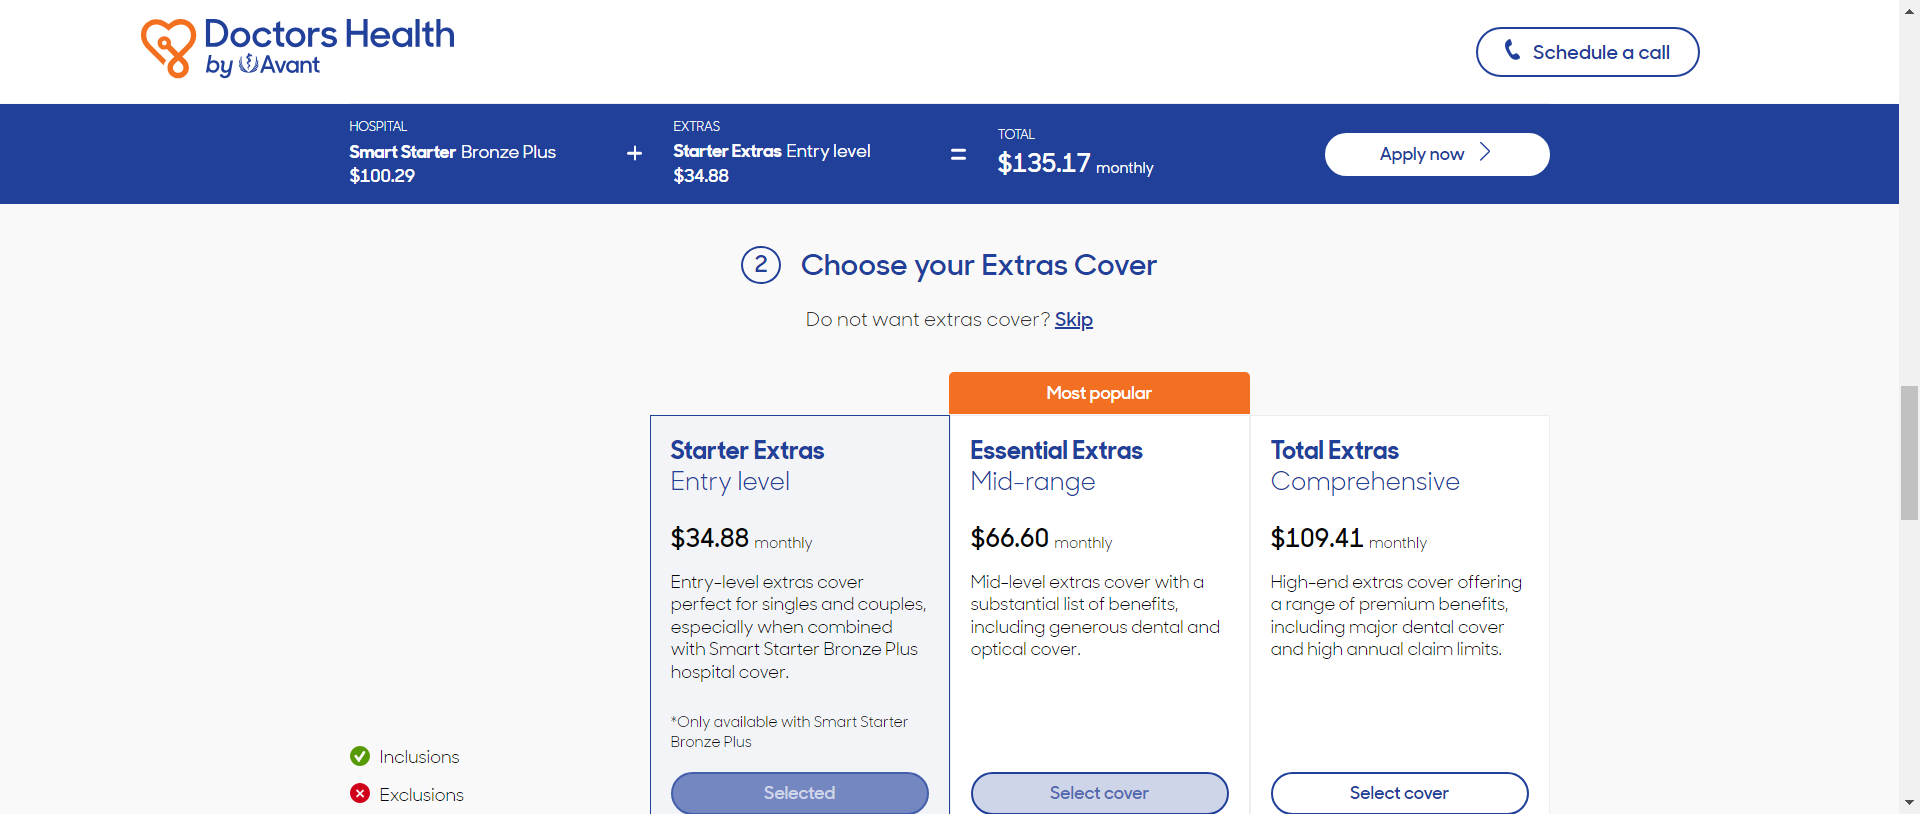 Doctors Health
by Avant
Schedule a call
HOSPITAL
Smart Starter Bronze Plus
$100.29
+
EXTRAS
Starter Extras Entry level
$34.88
=
TOTAL
$135.17 monthly
Apply now
2 Choose your Extras Cover
Do not want extras cover? Skip
Most popular
Starter Extras
Entry level
$34.88 monthly
Entry-level extras cover
perfect for singles and couples,
especially when combined
with Smart Starter Bronze Plus
hospital cover.
*Only available with Smart Starter
Bronze Plus
Selected
Essential Extras
Mid-range
$66.60 monthly
Mid-level extras cover with a
substantial list of benefits,
including generous dental and
optical cover.
Select cover
Total Extras
Comprehensive
$109.41 monthly
High-end extras cover offering
a range of premium benefits,
including major dental cover
and high annual claim limits.
Select cover
Inclusions
Exclusions